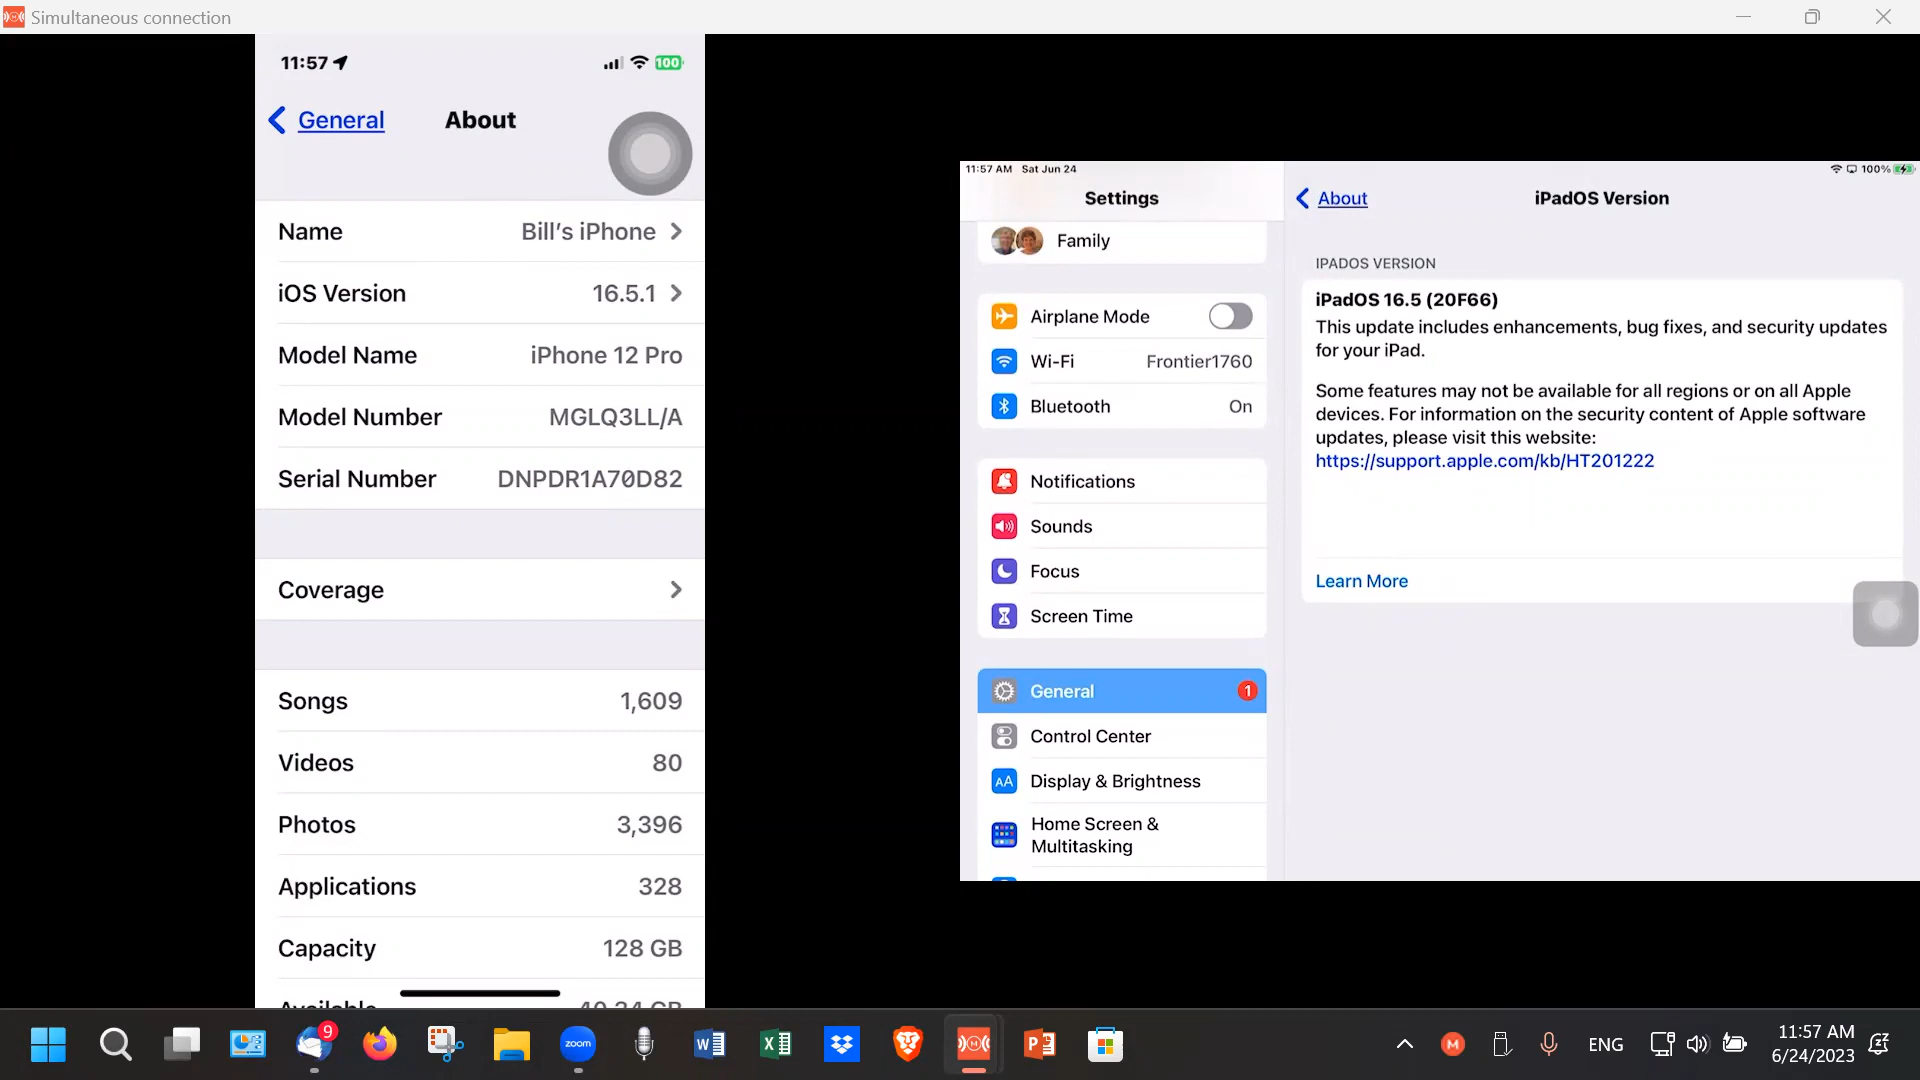 Simultaneous connection
11:57
100
General
About
Name Bill's iPhone
iOS Version 16.5.1
Model Name iPhone 12 Pro
Model Number MGLQ3LL/A
Serial Number DNPDR1A70D82
Coverage
Songs 1,609
Videos 80
Photos 3,396
Applications 328
Capacity 128 GB
11:57 AM Sat Jun 24
100%
Settings
Family
Airplane Mode
Wi-Fi Frontier1760
Bluetooth On
Notifications
Sounds
Focus
Screen Time
General 1
Control Center
AA Display & Brightness
Home Screen &
Multitasking
About
iPadOS Version
IPADOS VERSION
iPadOS 16.5 (20F66)
This update includes enhancements, bug fixes, and security updates
for your iPad.
Some features may not be available for all regions or on all Apple
devices. For information on the security content of Apple software
updates, please visit this website:
https://support.apple.com/kb/HT201222
Learn More
9
zoom
W
X
P
M
ENG
11:57 AM
6/24/2023